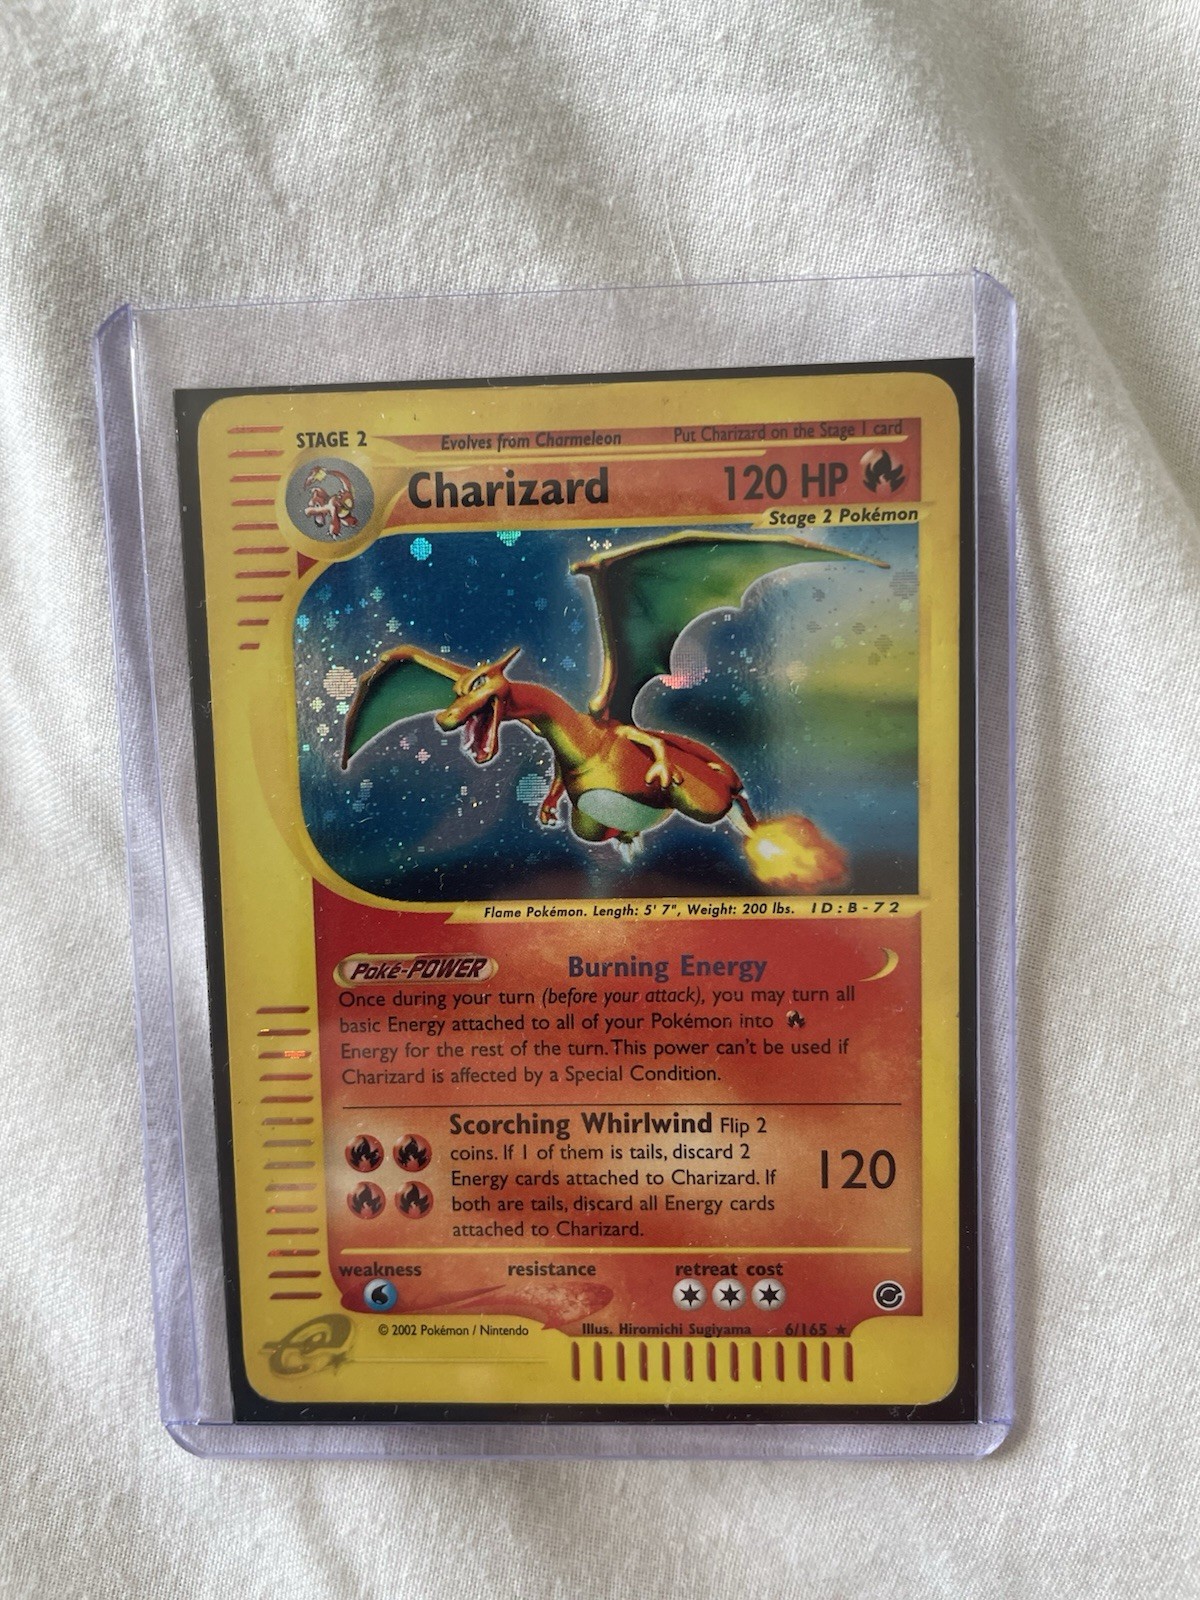 STAGE 2
Evolves from Charmeleon
Put Charizard on the Stage 1 card
Charizard
120 HP
Stage 2 Pokémon
Flame Pokémon. Length: 5' 7", Weight: 200 lbs. ID:B-72
Poké-POWER Burning Energy
Once during your turn (before your attack), you may turn all
basic Energy attached to all of your Pokémon into
Energy for the rest of the turn. This power can't be used if
Charizard is affected by a Special Condition.
Scorching Whirlwind Flip 2
coins. If 1 of them is tails, discard 2
Energy cards attached to Charizard. If
both are tails, discard all Energy cards
attached to Charizard.
120
weakness
resistance
retreat cost
© 2002 Pokémon / Nintendo
Illus. Hiromichi Sugiyama
6/165 ★
e